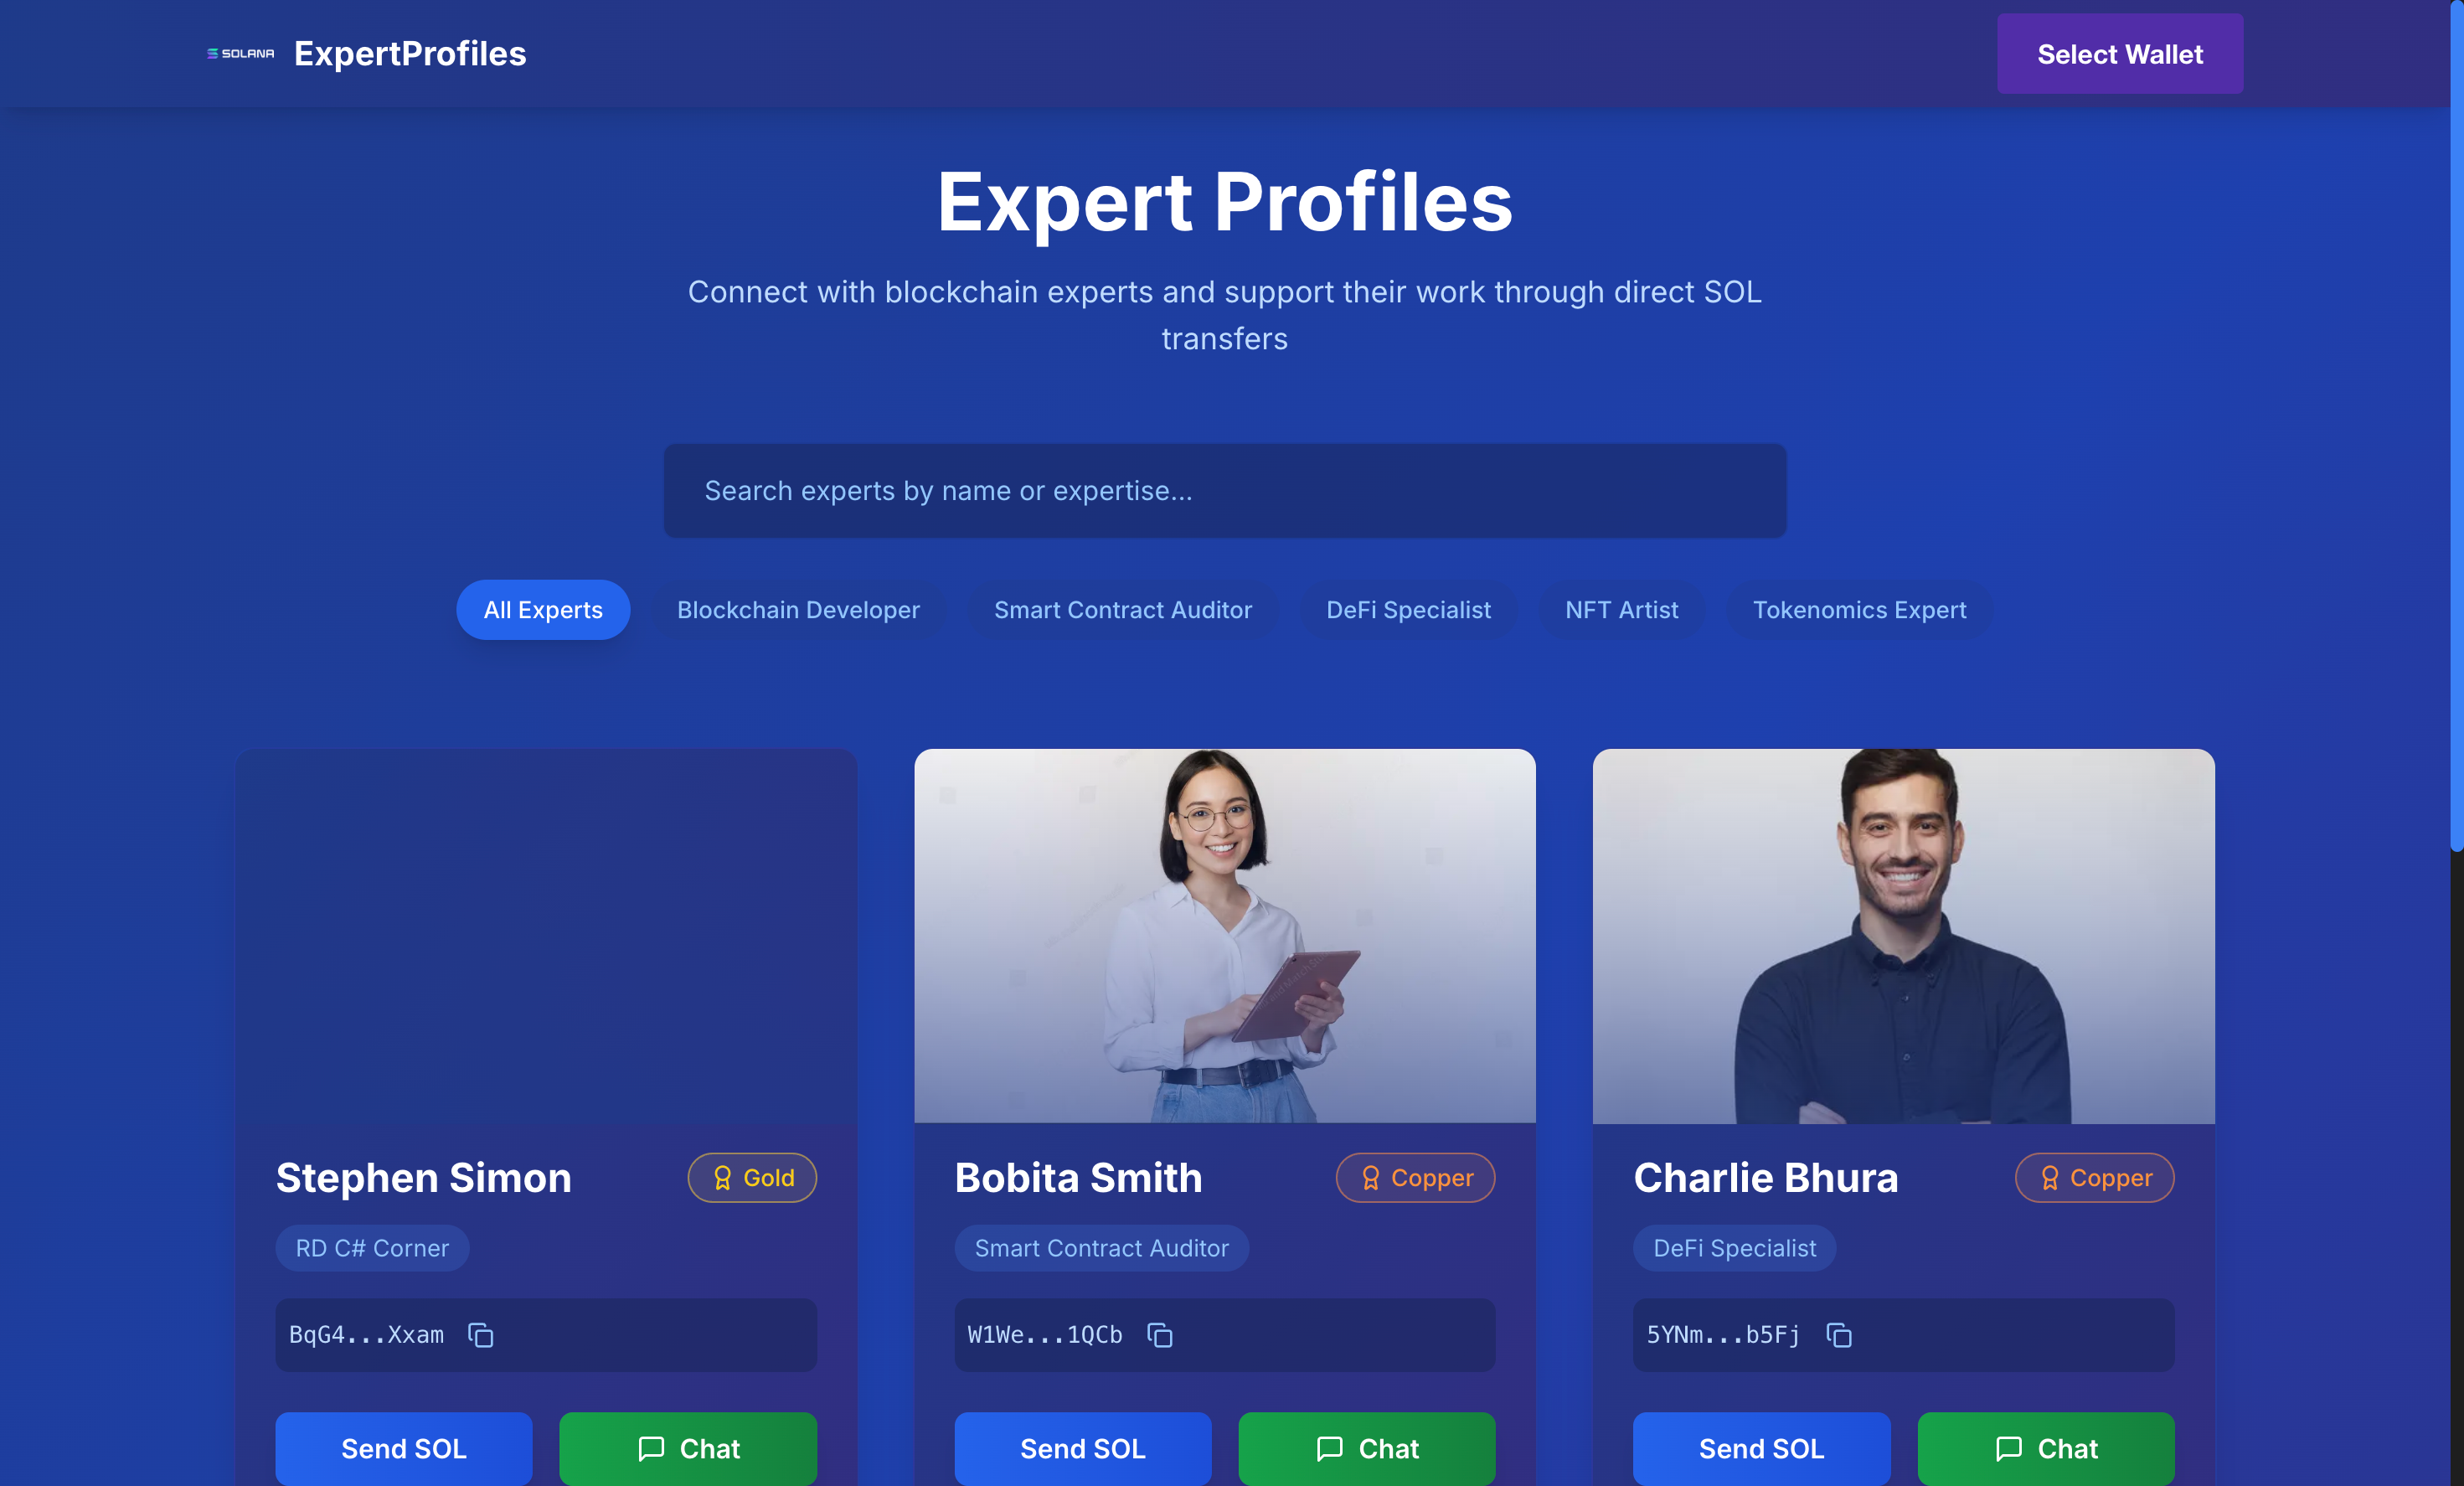 SOLANA
ExpertProfiles
Select Wallet
Expert Profiles
Connect with blockchain experts and support their work through direct SOL
transfers
Search experts by name or expertise...
All Experts
Blockchain Developer
Smart Contract Auditor
DeFi Specialist
NFT Artist
Tokenomics Expert
Stephen Simon
Gold
RD C# Corner
BqG4...Xxam
Send SOL
Chat
Bobita Smith
Copper
Smart Contract Auditor
W1We...1QCb
Send SOL
Chat
Charlie Bhura
Copper
DeFi Specialist
5YNm...b5Fj
Send SOL
Chat